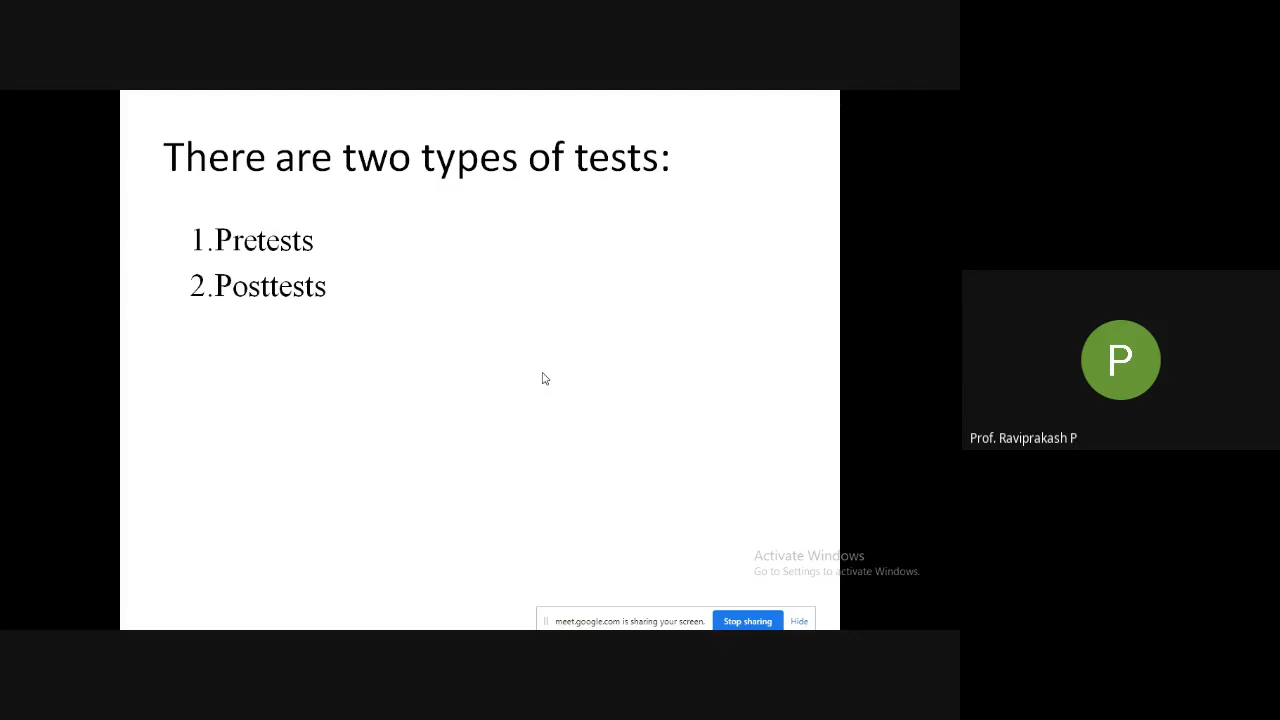 There are two types of tests:
1.Pretests
2.Posttests
P
Prof. Raviprakash P
Activate Windows
Go to Settings to activate Windows.
meet.google.com is sharing your screen. Stop sharing Hide